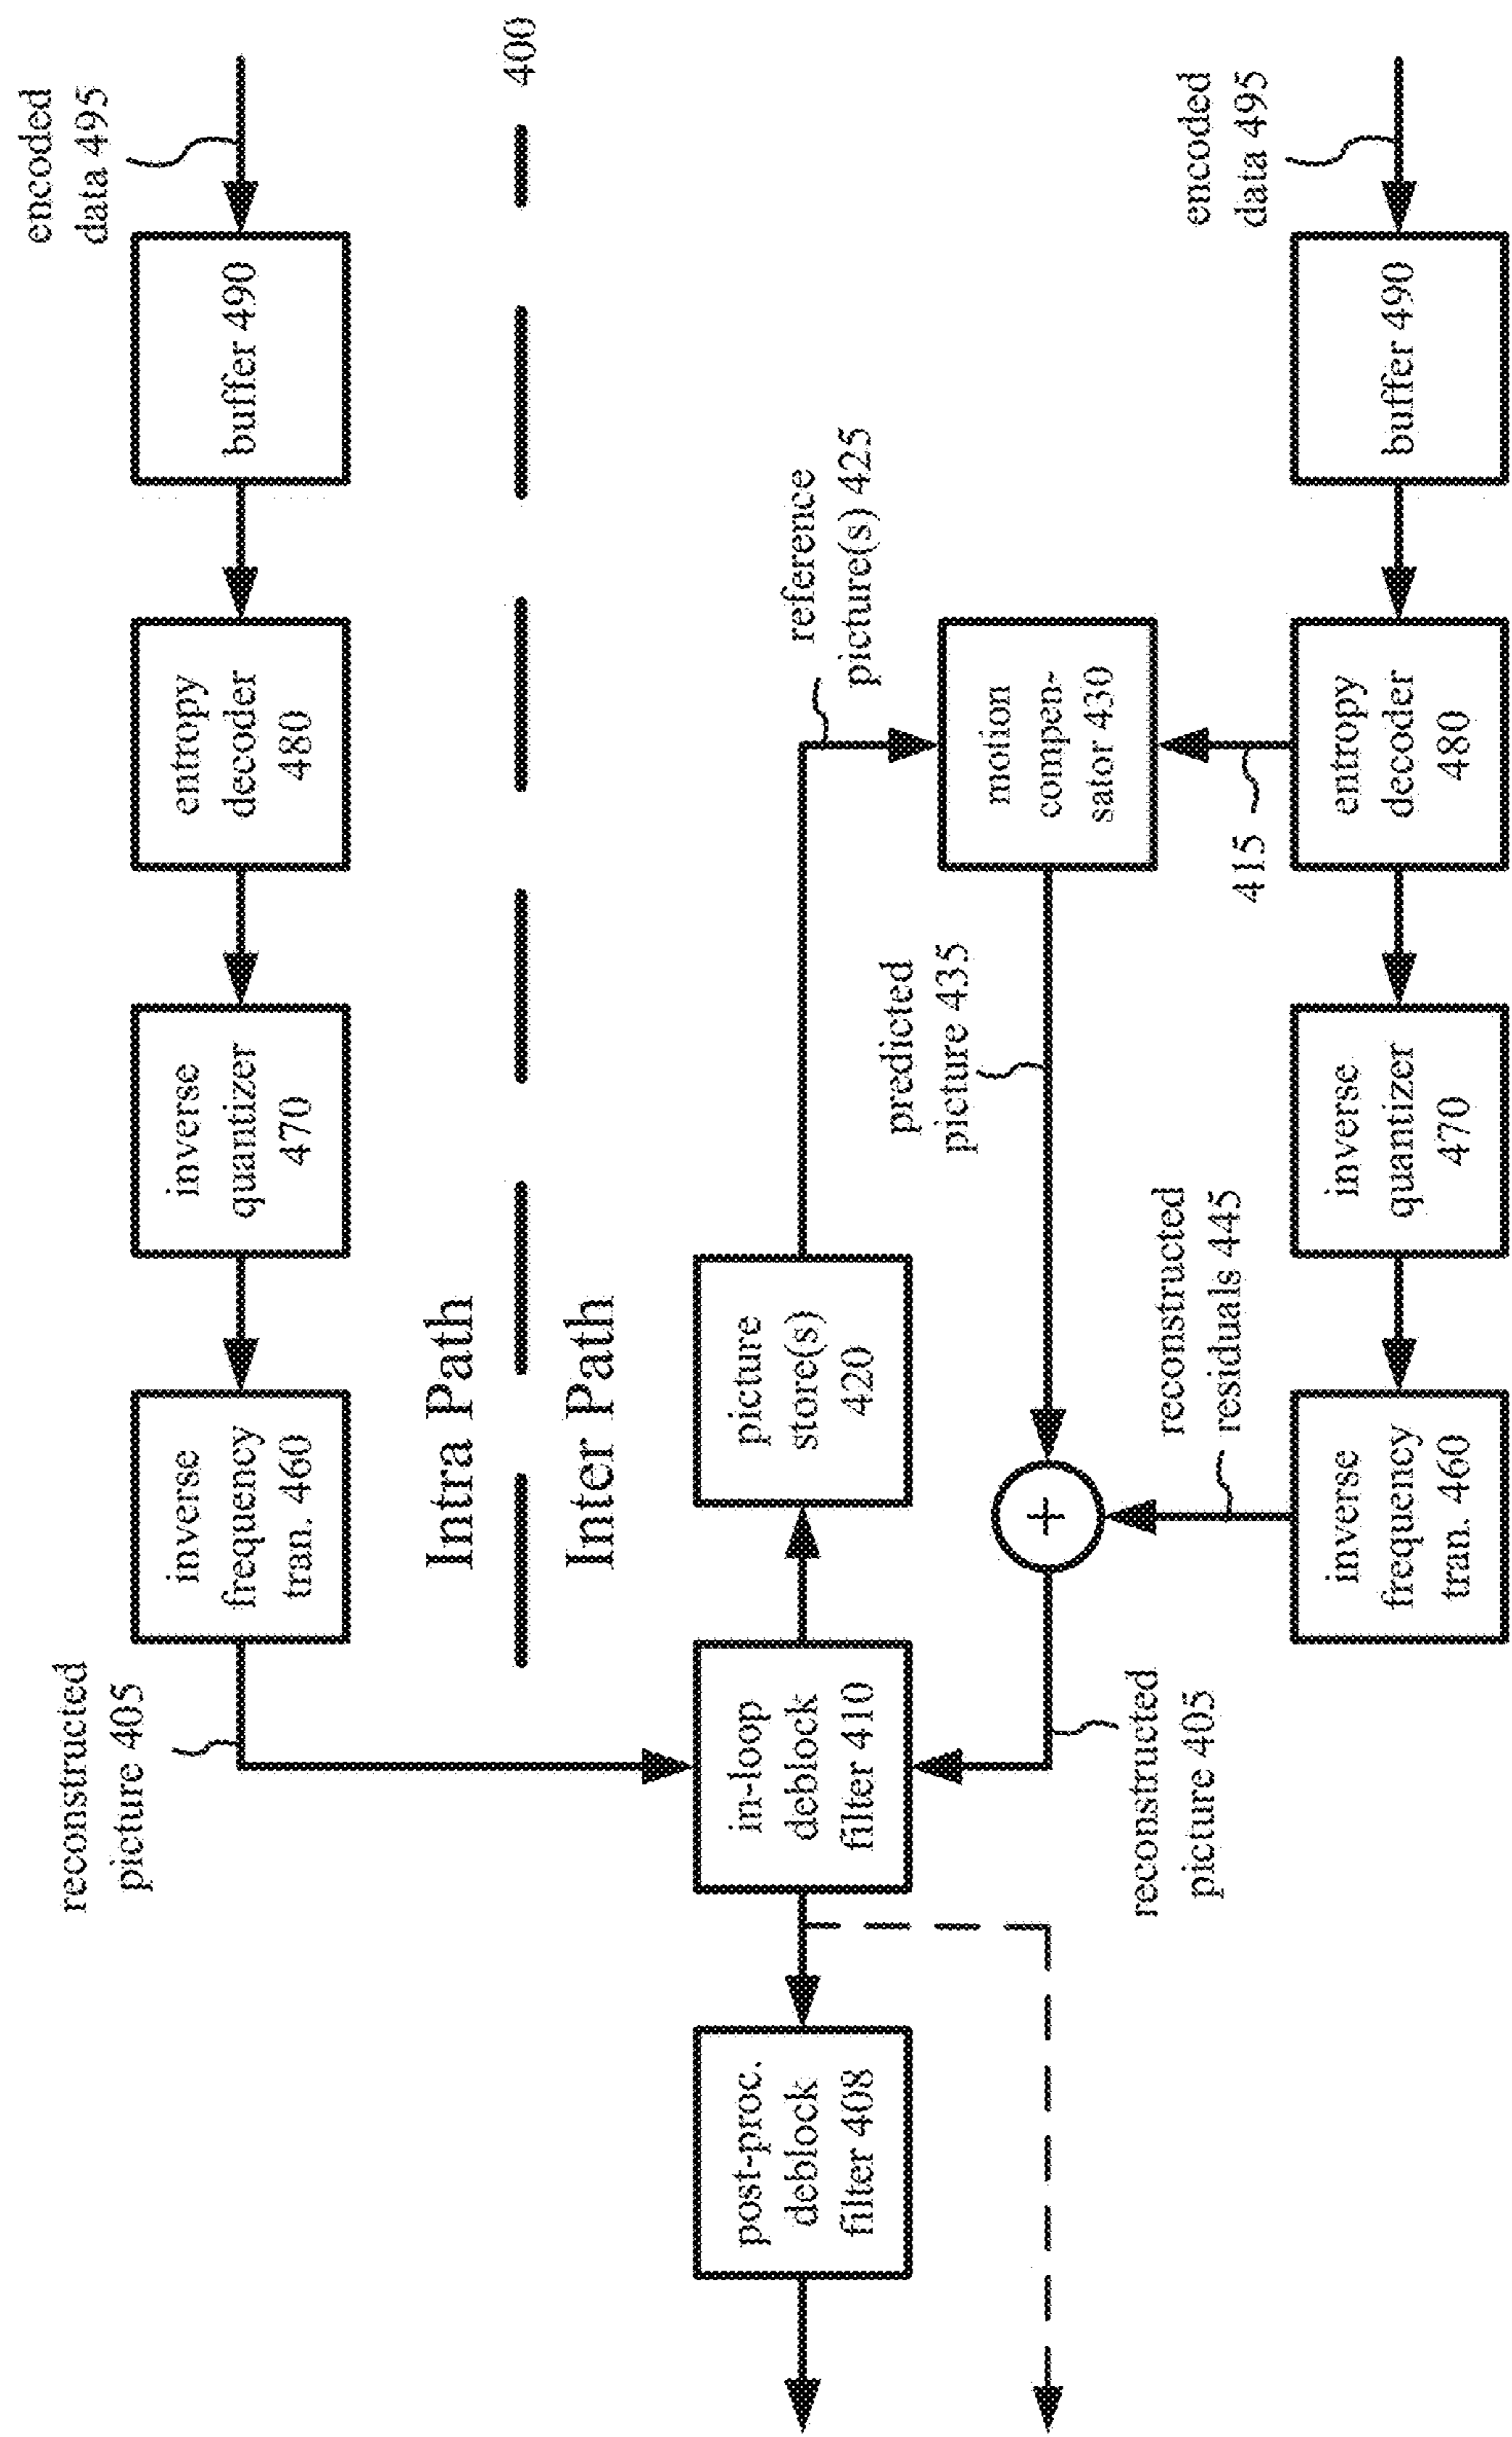 encoded
data 495
buffer 490
entropy
decoder
480
inverse
quantizer
470
inverse
frequency
tran. 460
reconstructed
picture 405
400
Intra Path
Inter Path
reference
picture(s) 425
picture
store(s)
420
in-loop
deblock
filter 410
post-proc.
deblock
filter 408
motion
compen-
sator 430
predicted
picture 435
+
415
reconstructed
residuals 445
reconstructed
picture 405
encoded
data 495
buffer 490
entropy
decoder
480
inverse
quantizer
470
inverse
frequency
tran. 460